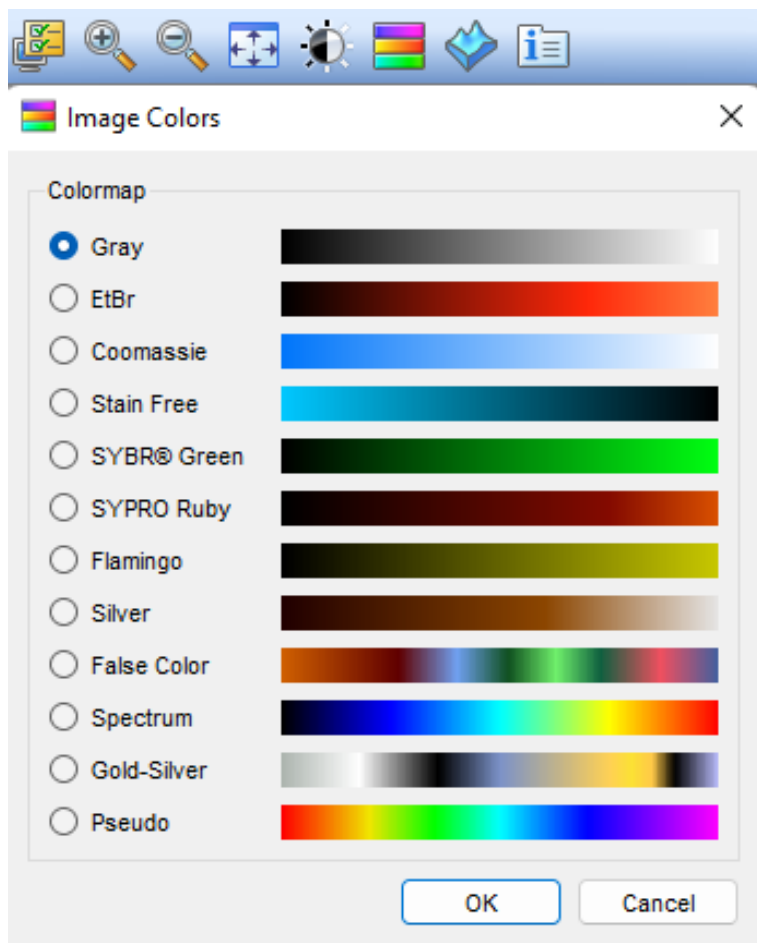 Image Colors
Colormap
Gray
EtBr
Coomassie
Stain Free
SYBR® Green
SYPRO Ruby
Flamingo
Silver
False Color
Spectrum
Gold-Silver
Pseudo
OK Cancel